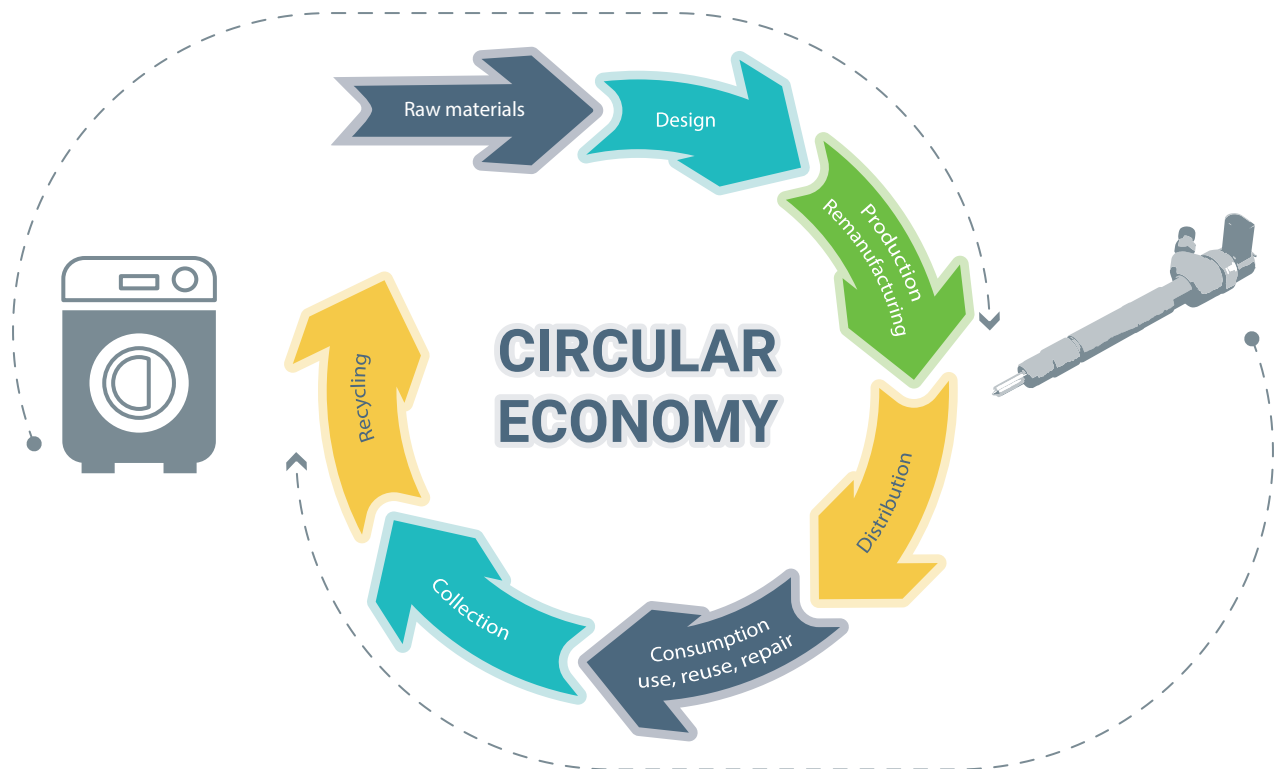 Raw materials
Design
Production
Remanufacturing
CIRCULAR
ECONOMY
Distribution
Consumption
use, reuse, repair
Collection
Recycling